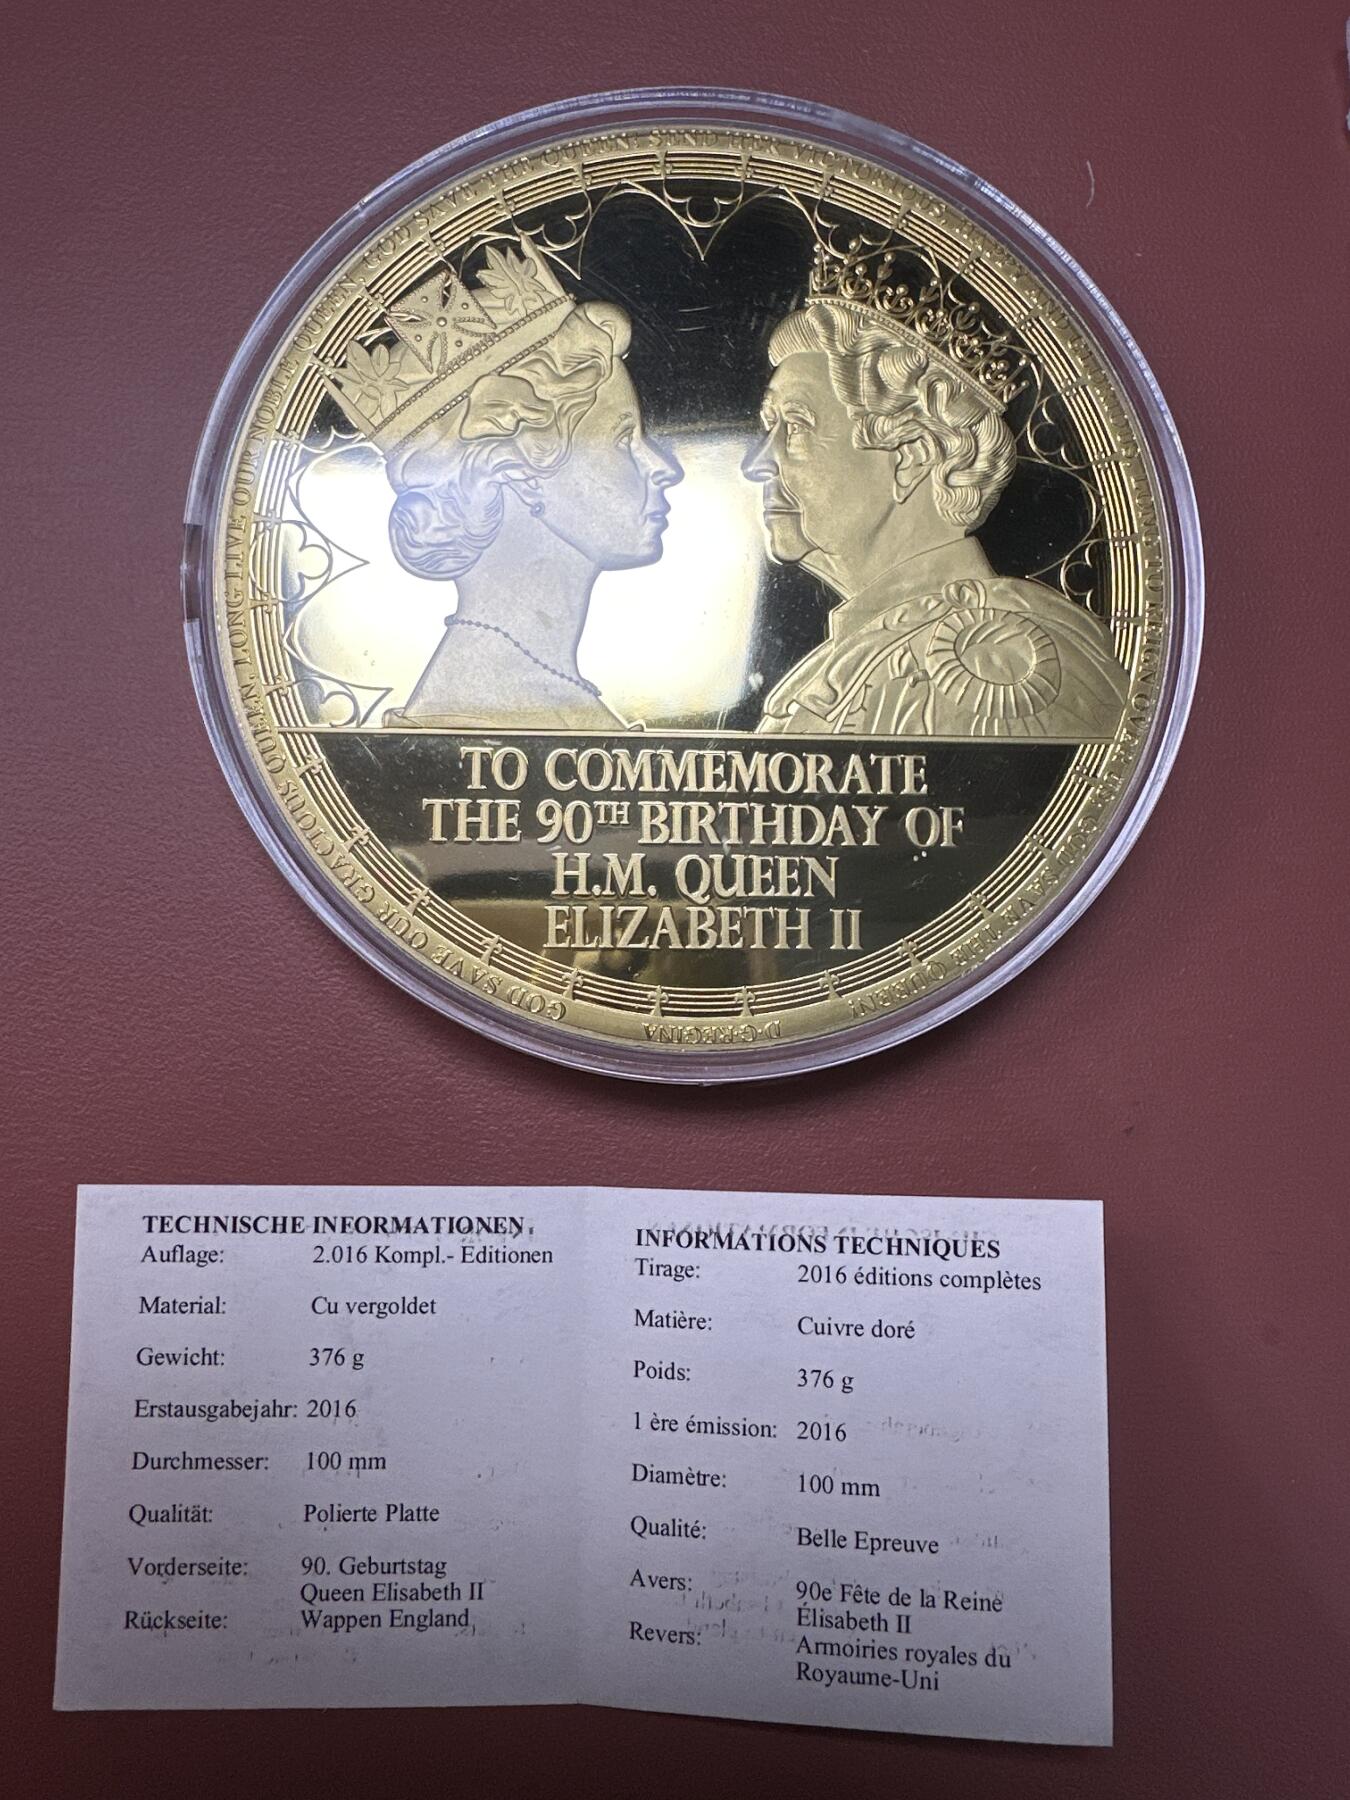 GOD SAVE OUR GRACIOUS QUEEN, LONG LIVE OUR NOBLE QUEEN, GOD SAVE THE QUEEN! SEND HER VICTORIOUS, HAPPY AND GLORIOUS, LONG TO REIGN OVER US, GOD SAVE THE QUEEN!
D·G·REGINA
TO COMMEMORATE
THE 90TH BIRTHDAY OF
H.M. QUEEN
ELIZABETH II
TECHNISCHE INFORMATIONEN
Auflage: 2.016 Kompl.- Editionen
Material: Cu vergoldet
Gewicht: 376 g
Erstausgabejahr: 2016
Durchmesser: 100 mm
Qualität: Polierte Platte
Vorderseite: 90. Geburtstag
Queen Elisabeth II
Rückseite: Wappen England
INFORMATIONS TECHNIQUES
Tirage: 2016 éditions complètes
Matière: Cuivre doré
Poids: 376 g
1 ère émission: 2016
Diamètre: 100 mm
Qualité: Belle Epreuve
Avers: 90e Fête de la Reine
Élisabeth II
Revers: Armoiries royales du
Royaume-Uni